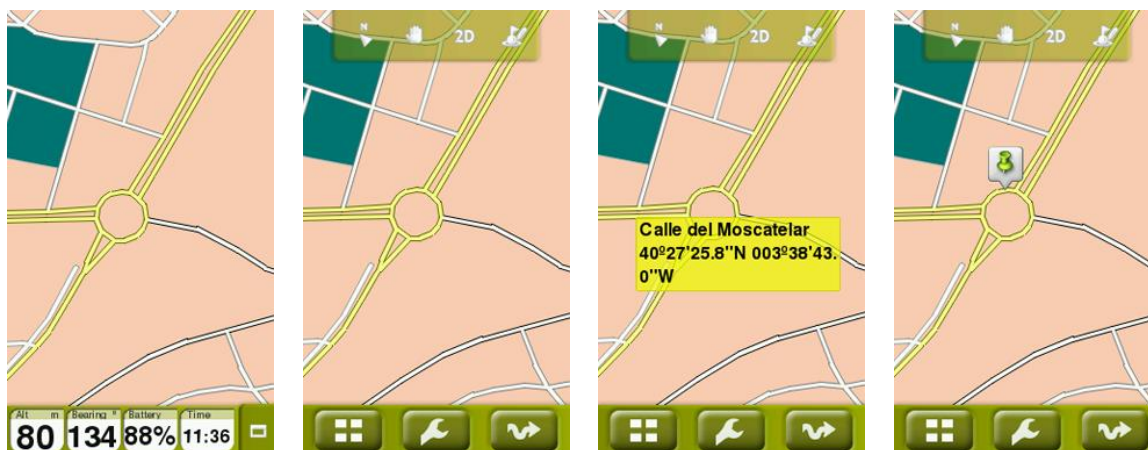 Alt m
Bearing º
Battery
Time
80
134
88%
11:36
N
2D
N
2D
Calle del Moscatelar
40º27'25.8"N 003º38'43.
0"W
N
2D